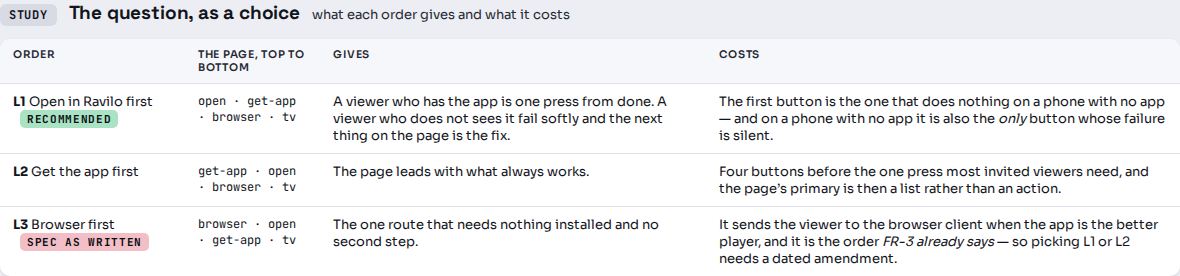 STUDY The question, as a choice what each order gives and what it costs
ORDER THE PAGE, TOP TO BOTTOM GIVES COSTS
L1 Open in Ravilo first
RECOMMENDED
open · get-app
· browser · tv
A viewer who has the app is one press from done. A
viewer who does not sees it fail softly and the next
thing on the page is the fix.
The first button is the one that does nothing on a phone with no app
— and on a phone with no app it is also the only button whose failure
is silent.
L2 Get the app first
get-app · open
· browser · tv
The page leads with what always works.
Four buttons before the one press most invited viewers need, and
the page's primary is then a list rather than an action.
L3 Browser first
SPEC AS WRITTEN
browser · open
· get-app · tv
The one route that needs nothing installed and no
second step.
It sends the viewer to the browser client when the app is the better
player, and it is the order FR-3 already says — so picking L1 or L2
needs a dated amendment.